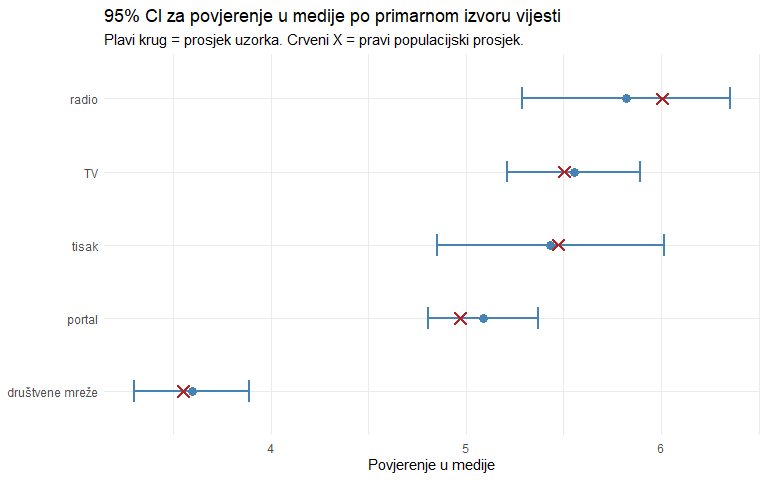 95% CI za povjerenje u medije po primarnom izvoru vijesti
Plavi krug = prosjek uzorka. Crveni X = pravi populacijski prosjek.
radio
TV
tisak
portal
društvene mreže
4
5
6
Povjerenje u medije